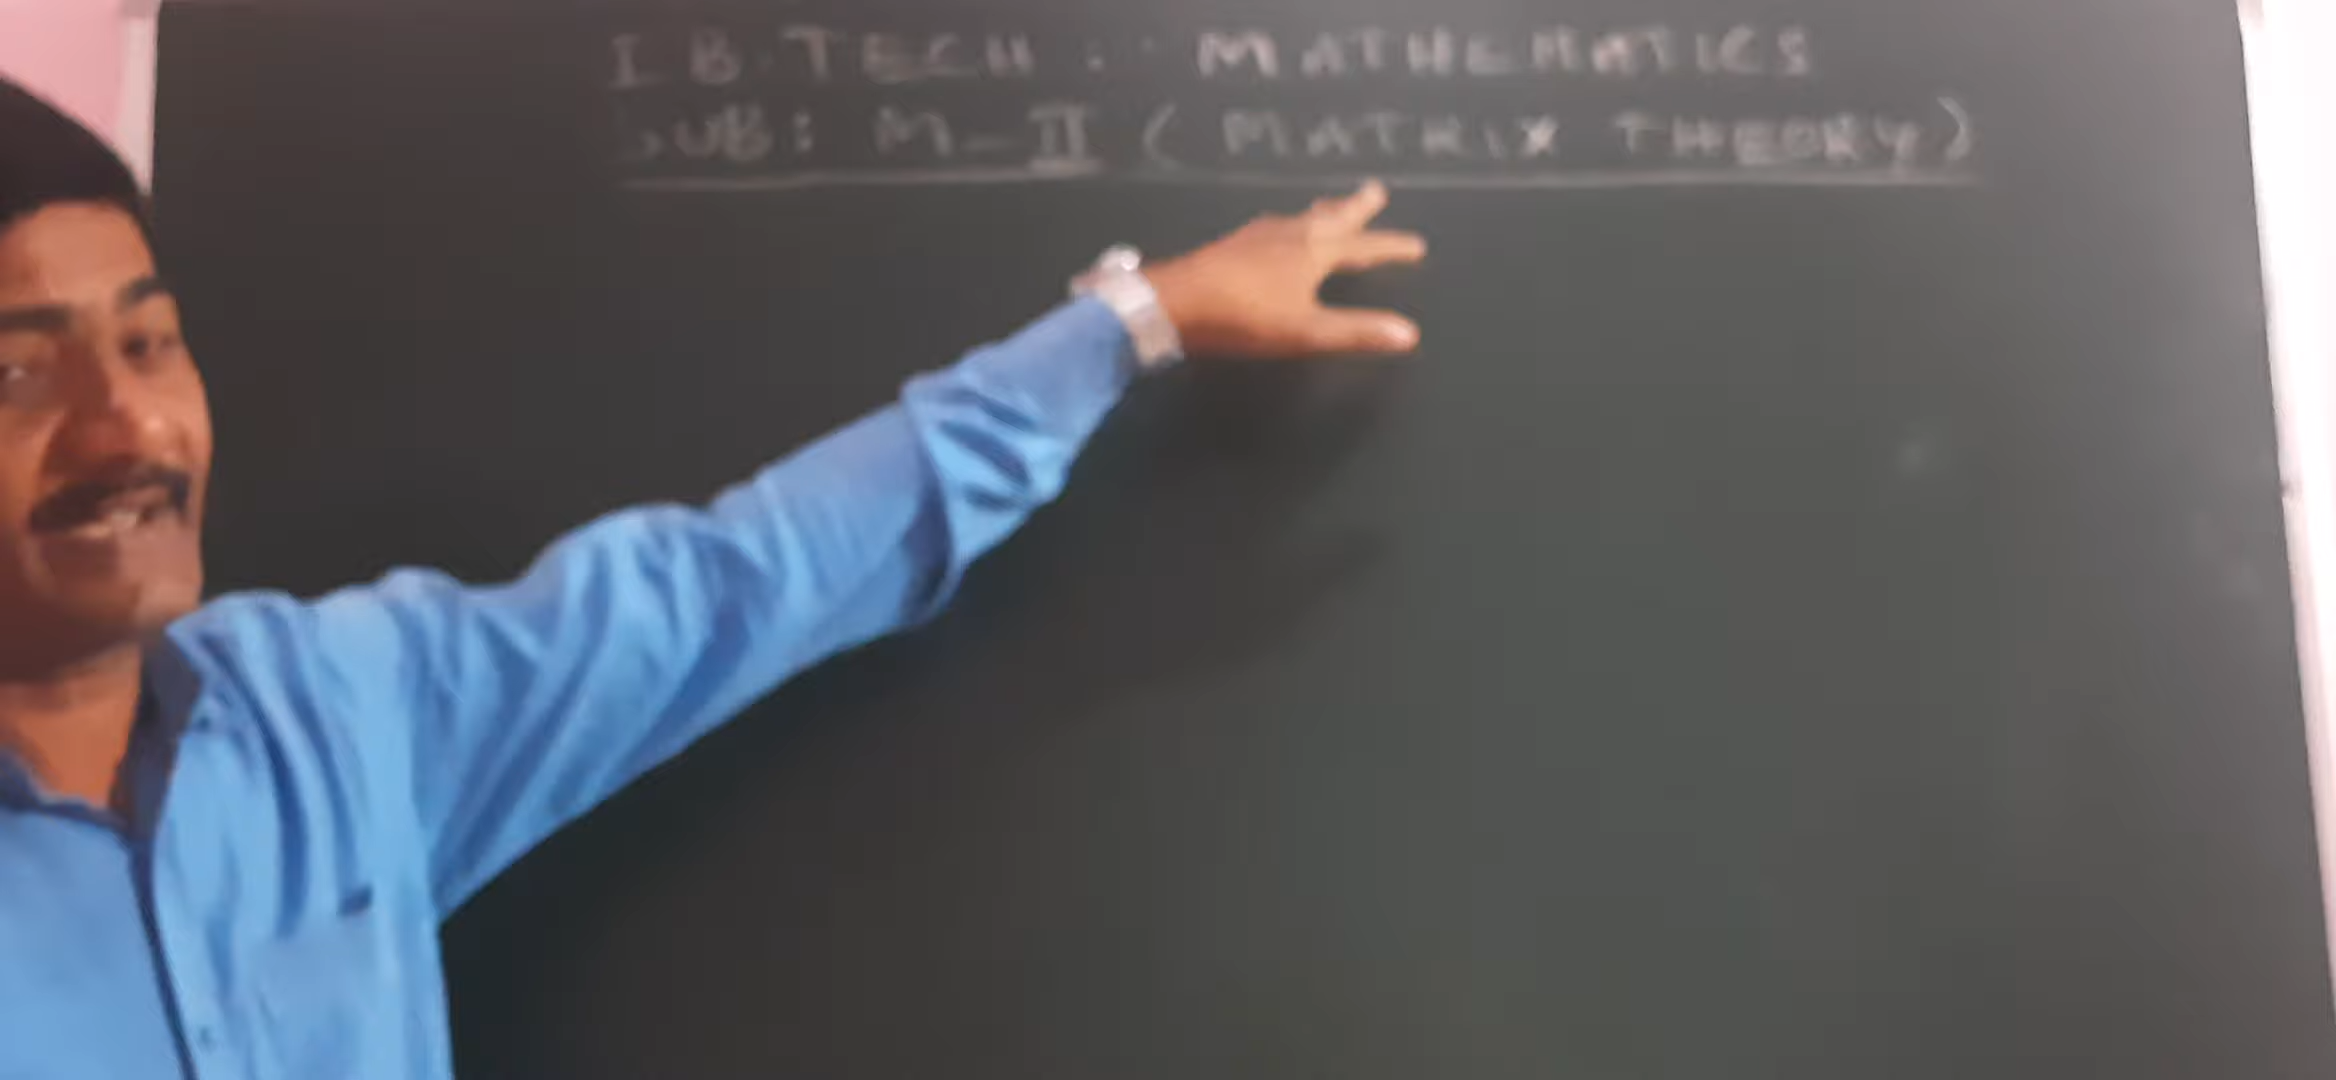 I B.TECH : MATHEMATICS
SUB: M-II (MATRIX THEORY)